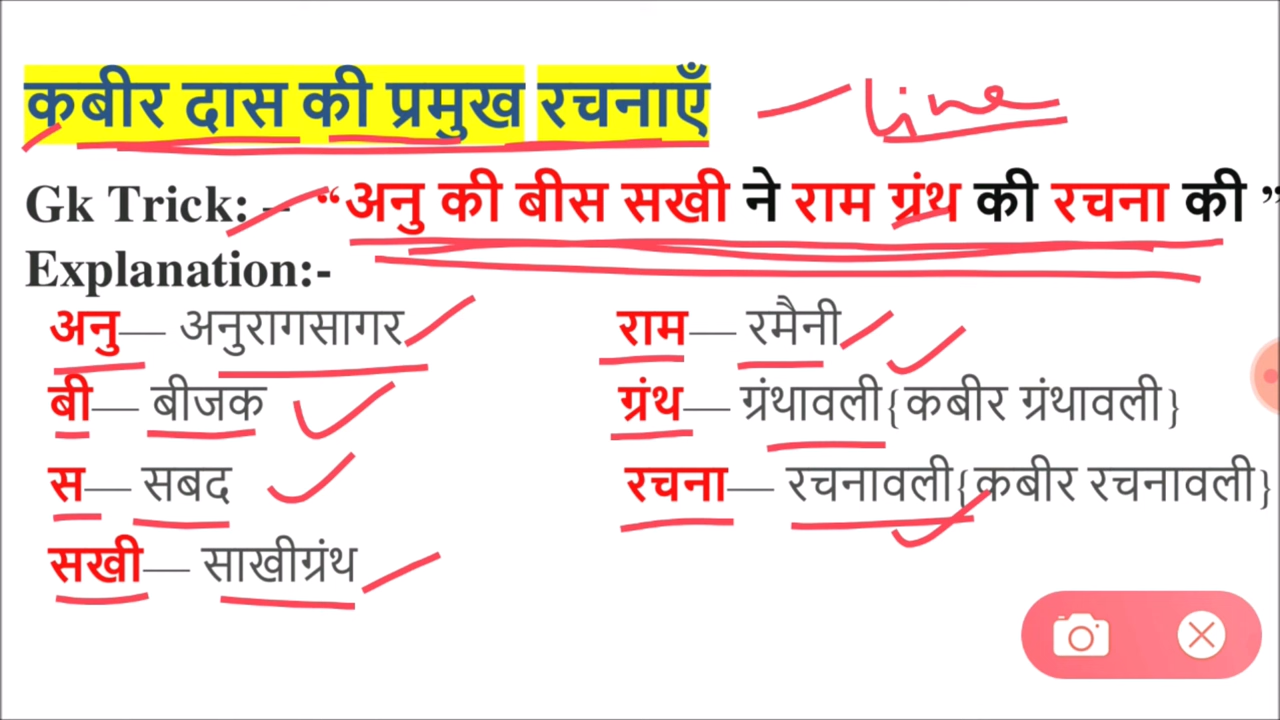 कबीर दास की प्रमुख रचनाएँ line
Gk Trick: – “अनु की बीस सखी ने राम ग्रंथ की रचना की ”
Explanation:-
अनु— अनुरागसागर
राम— रमैनी
बी— बीजक
ग्रंथ— ग्रंथावली{कबीर ग्रंथावली}
स— सबद
रचना— रचनावली{कबीर रचनावली}
सखी— साखीग्रंथ